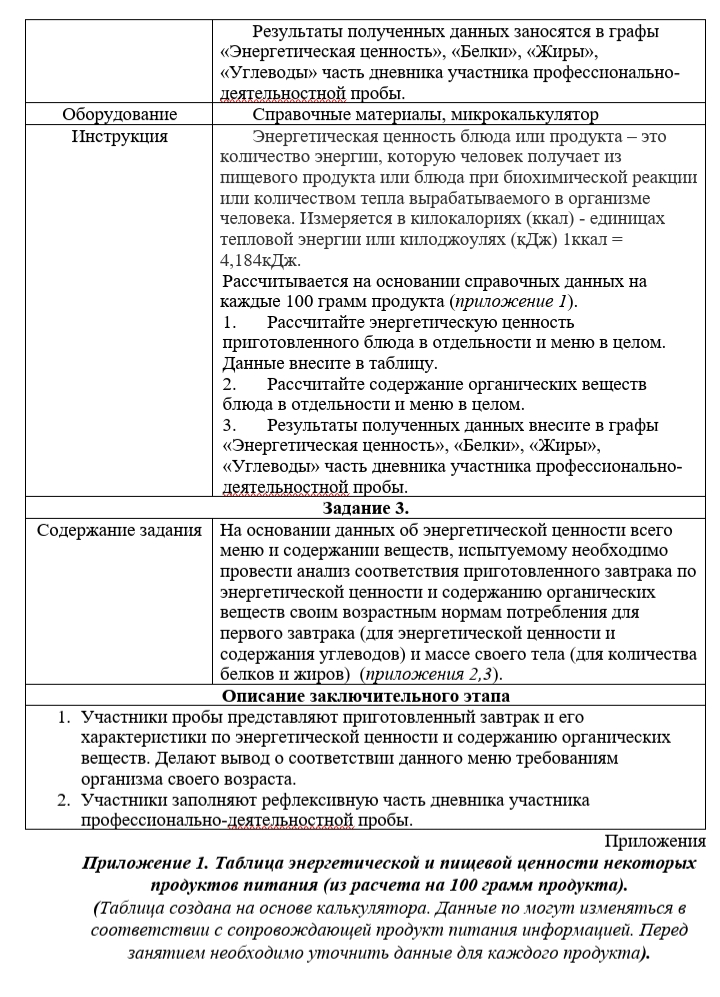 Результаты полученных данных заносятся в графы
«Энергетическая ценность», «Белки», «Жиры»,
«Углеводы» часть дневника участника профессионально-
деятельностной пробы.
Оборудование
Справочные материалы, микрокалькулятор
Инструкция
Энергетическая ценность блюда или продукта – это
количество энергии, которую человек получает из
пищевого продукта или блюда при биохимической реакции
или количеством тепла вырабатываемого в организме
человека. Измеряется в килокалориях (ккал) - единицах
тепловой энергии или килоджоулях (кДж) 1ккал =
4,184кДж.
Рассчитывается на основании справочных данных на
каждые 100 грамм продукта (приложение 1).
1. Рассчитайте энергетическую ценность
приготовленного блюда в отдельности и меню в целом.
Данные внесите в таблицу.
2. Рассчитайте содержание органических веществ
блюда в отдельности и меню в целом.
3. Результаты полученных данных внесите в графы
«Энергетическая ценность», «Белки», «Жиры»,
«Углеводы» часть дневника участника профессионально-
деятельностной пробы.
Задание 3.
Содержание задания
На основании данных об энергетической ценности всего
меню и содержании веществ, испытуемому необходимо
провести анализ соответствия приготовленного завтрака по
энергетической ценности и содержанию органических
веществ своим возрастным нормам потребления для
первого завтрака (для энергетической ценности и
содержания углеводов) и массе своего тела (для количества
белков и жиров) (приложения 2,3).
Описание заключительного этапа
1. Участники пробы представляют приготовленный завтрак и его
характеристики по энергетической ценности и содержанию органических
веществ. Делают вывод о соответствии данного меню требованиям
организма своего возраста.
2. Участники заполняют рефлексивную часть дневника участника
профессионально-деятельностной пробы.
Приложения
Приложение 1. Таблица энергетической и пищевой ценности некоторых
продуктов питания (из расчета на 100 грамм продукта).
(Таблица создана на основе калькулятора. Данные по могут изменяться в
соответствии с сопровождающей продукт питания информацией. Перед
занятием необходимо уточнить данные для каждого продукта).